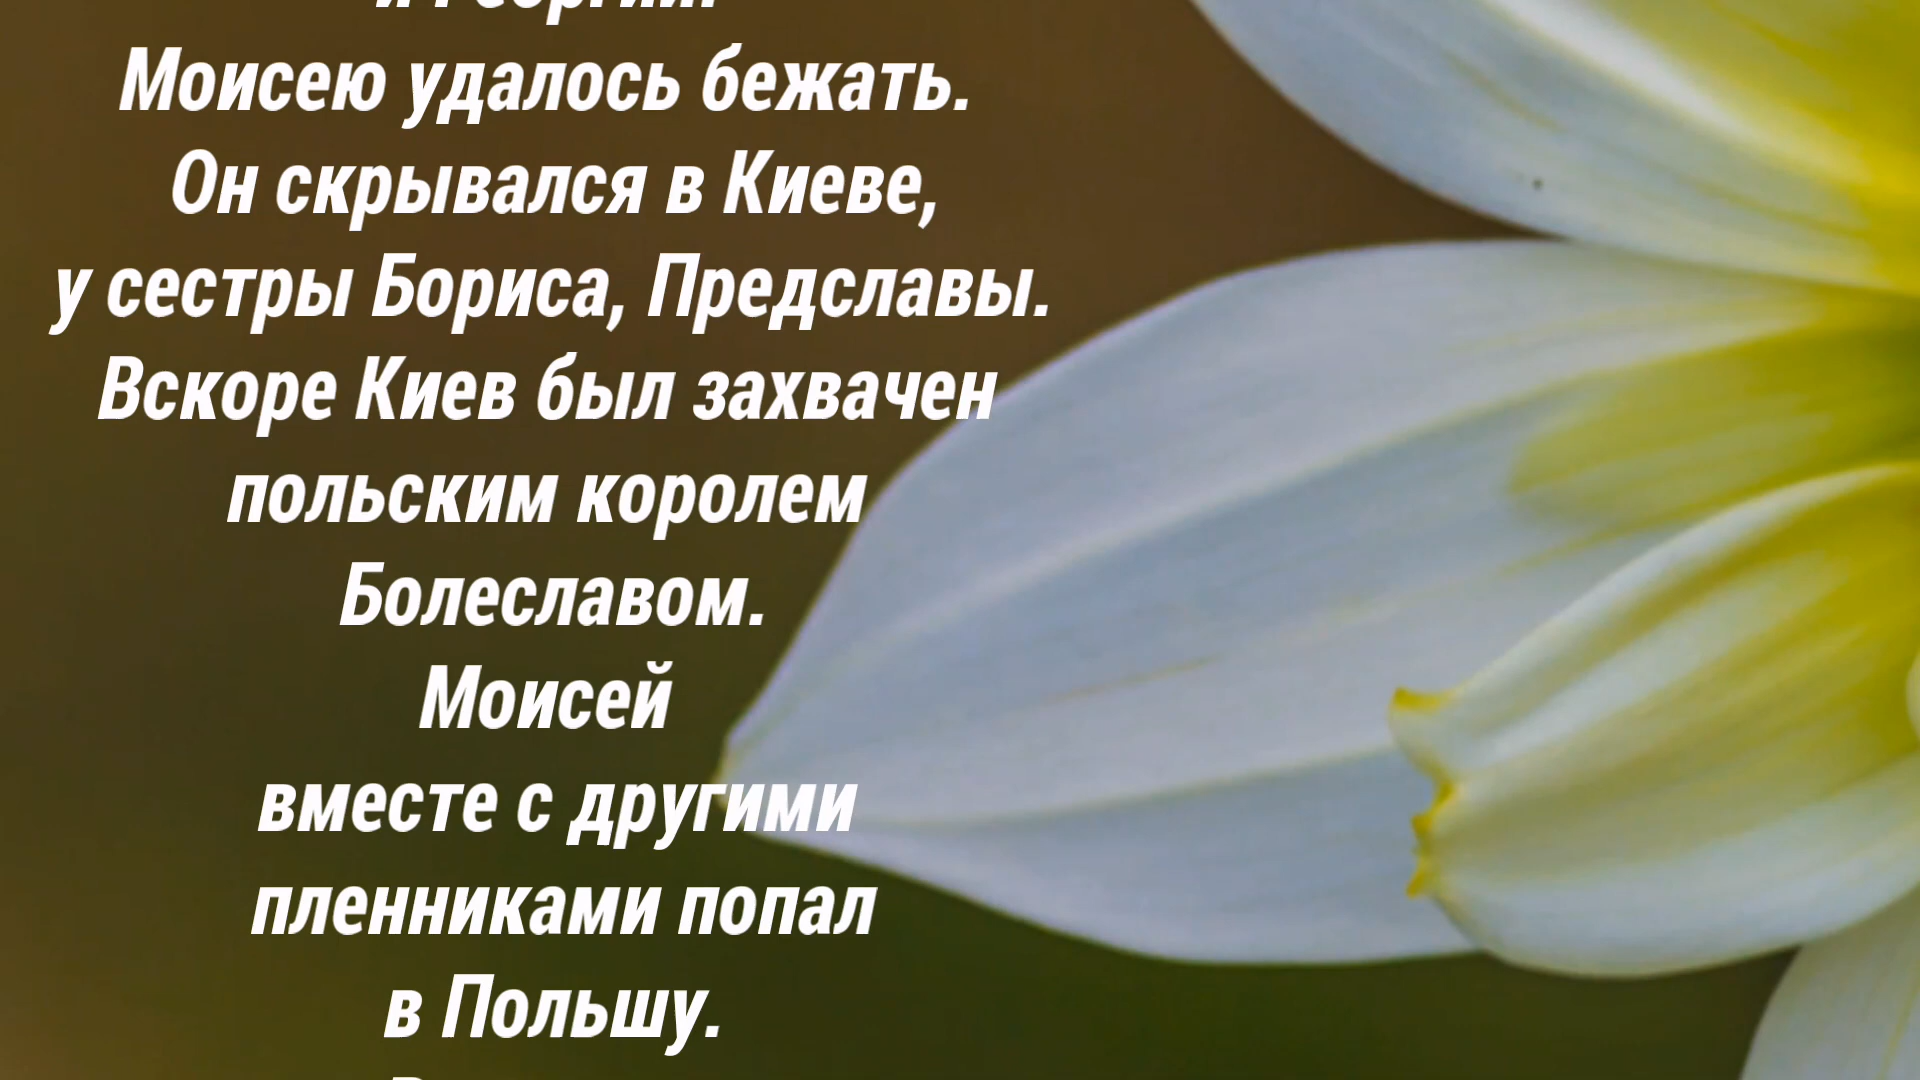 Моисею удалось бежать.
Он скрывался в Киеве,
у сестры Бориса, Предславы.
Вскоре Киев был захвачен
польским королем
Болеславом.
Моисей
вместе с другими
пленниками попал
в Польшу.